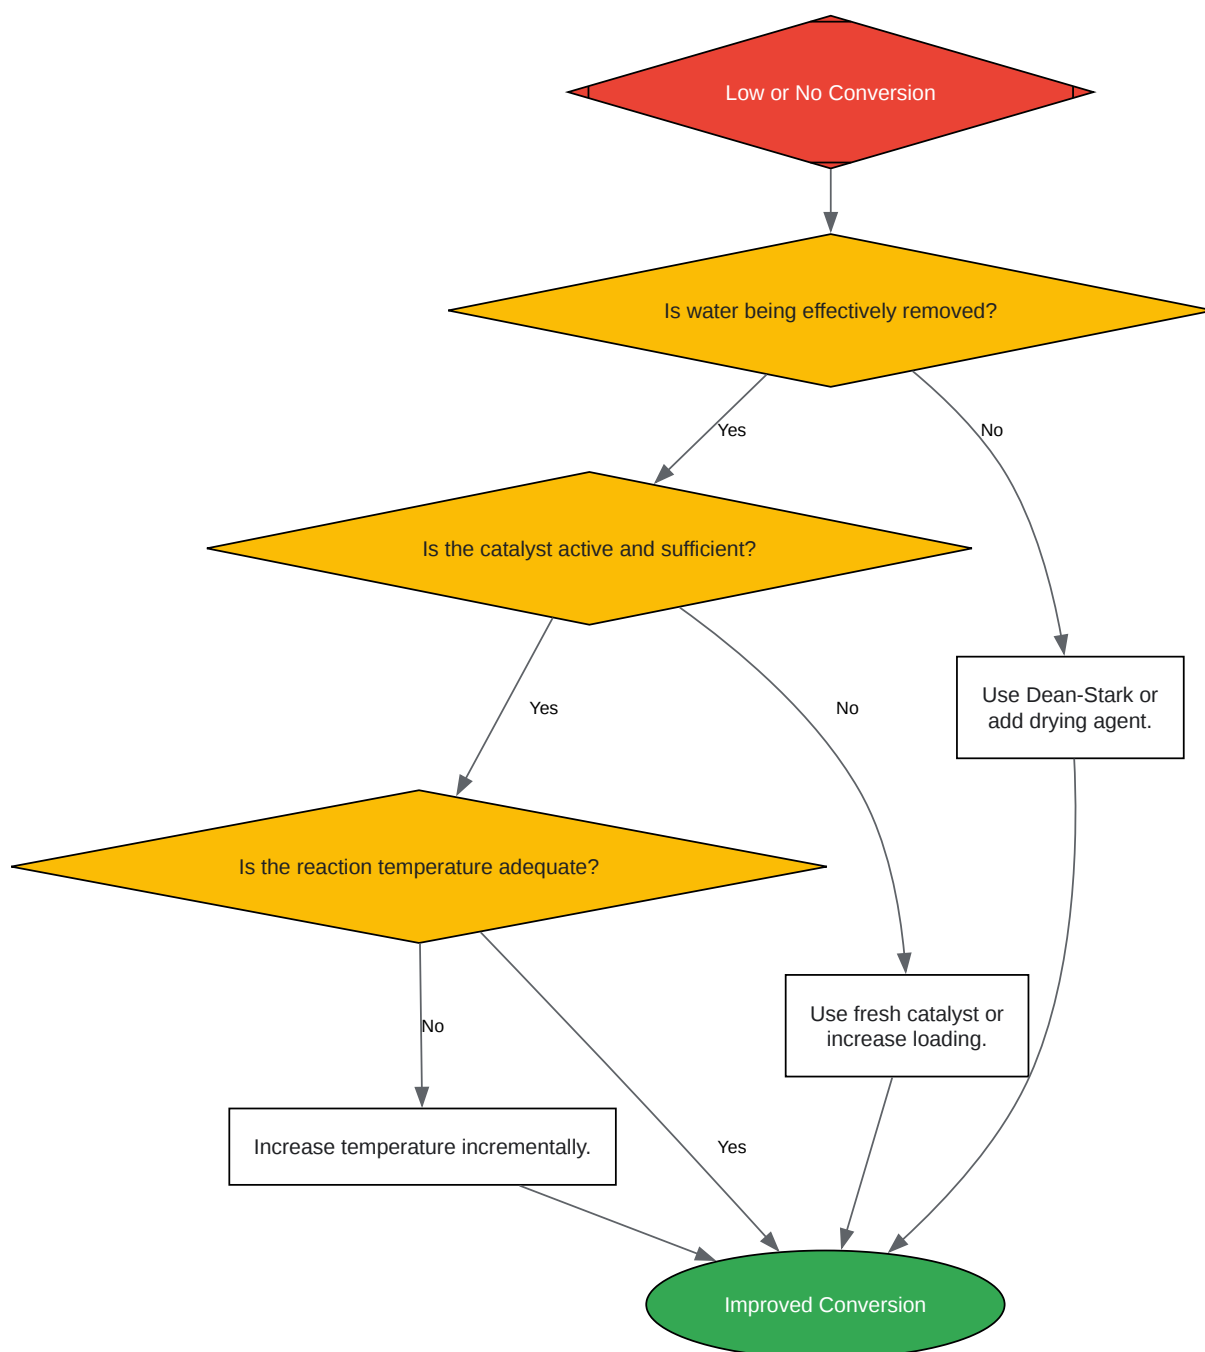 Low or No Conversion
Is water being effectively removed?
Yes
No
Is the catalyst active and sufficient?
Use Dean-Stark or
add drying agent.
Yes
No
Is the reaction temperature adequate?
Use fresh catalyst or
increase loading.
No
Increase temperature incrementally.
Yes
Improved Conversion